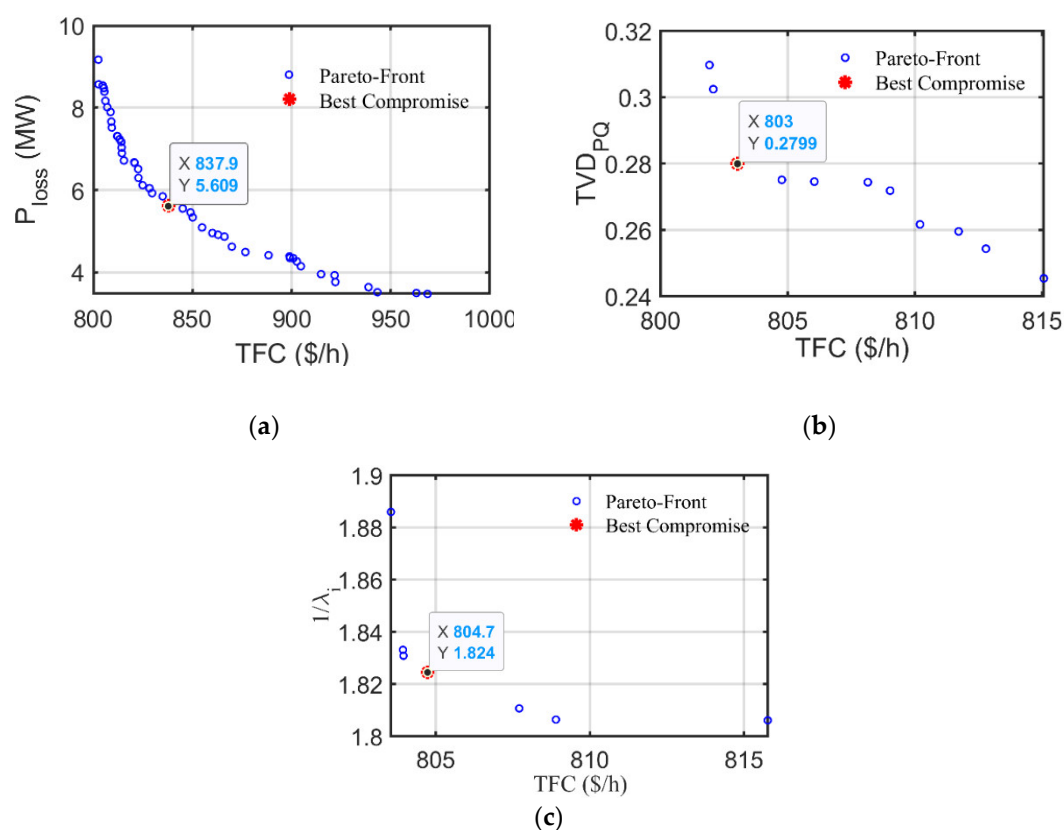 10
8
6
4
P_loss (MW)
Pareto-Front
Best Compromise
X 837.9
Y 5.609
800
850
900
950
1000
TFC ($/h)
(a)
0.32
0.3
0.28
0.26
0.24
TVD_PQ
Pareto-Front
Best Compromise
X 803
Y 0.2799
800
805
810
815
TFC ($/h)
(b)
1.9
1.88
1.86
1.84
1.82
1.8
1/λ_i
Pareto-Front
Best Compromise
X 804.7
Y 1.824
805
810
815
TFC ($/h)
(c)